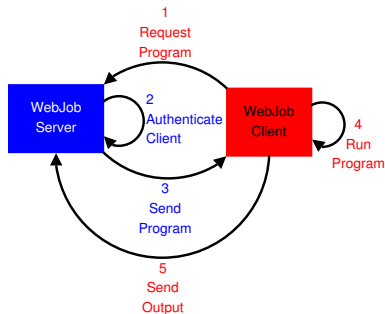 1
Request
Program
WebJob
Server
2
Authenticate
Client
WebJob
Client
4
Run
Program
3
Send
Program
5
Send
Output